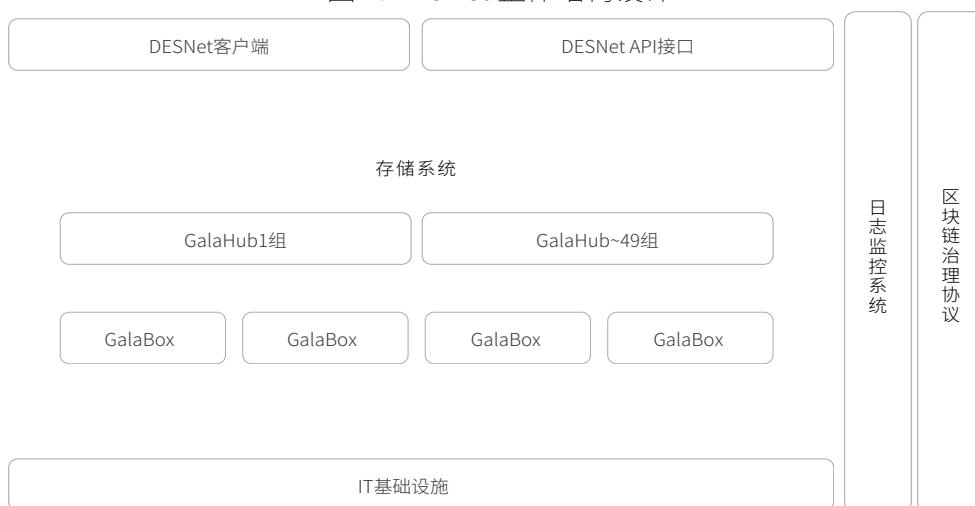 DESNet客户端
DESNet API接口
存储系统
GalaHub1组
GalaHub~49组
GalaBox
GalaBox
GalaBox
GalaBox
IT基础设施
日志监控系统
区块链治理协议